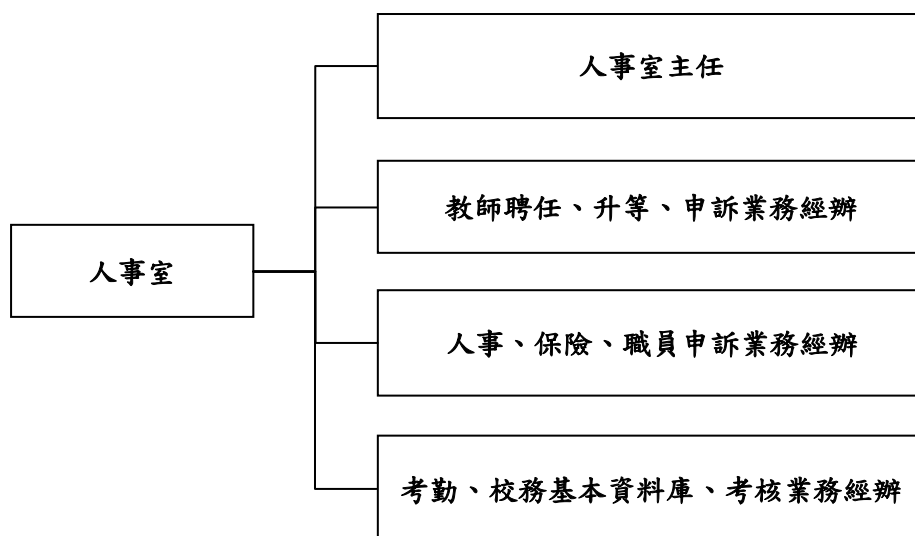 人事室主任
教師聘任、升等、申訴業務經辦
人事室
人事、保險、職員申訴業務經辦
考勤、校務基本資料庫、考核業務經辦